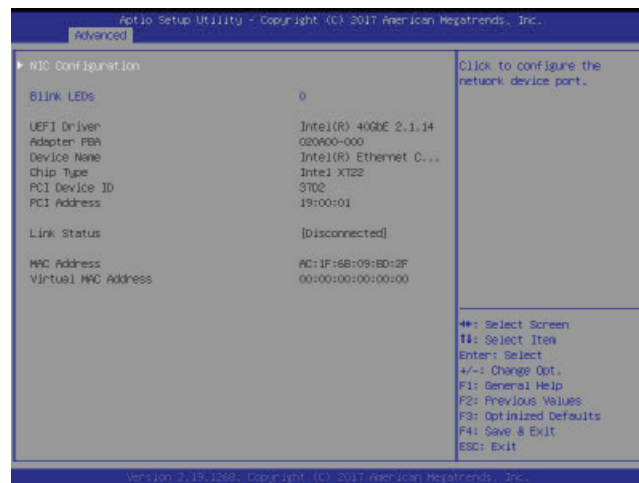 Aptio Setup Utility - Copyright (C) 2017 American Megatrends, Inc.
Advanced
NIC Configuration
Blink LEDs 0
UEFI Driver Intel(R) 40GbE 2.1.14
Adapter PBA 020A00-000
Device Name Intel(R) Ethernet C...
Chip Type Intel X722
PCI Device ID 37D2
PCI Address 19:00:01
Link Status [Disconnected]
MAC Address AC:1F:6B:09:BD:2F
Virtual MAC Address 00:00:00:00:00:00
Click to configure the
network device port.
→←: Select Screen
↑↓: Select Item
Enter: Select
+/-: Change Opt.
F1: General Help
F2: Previous Values
F3: Optimized Defaults
F4: Save & Exit
ESC: Exit
Version 2.19.1268. Copyright (C) 2017 American Megatrends, Inc.